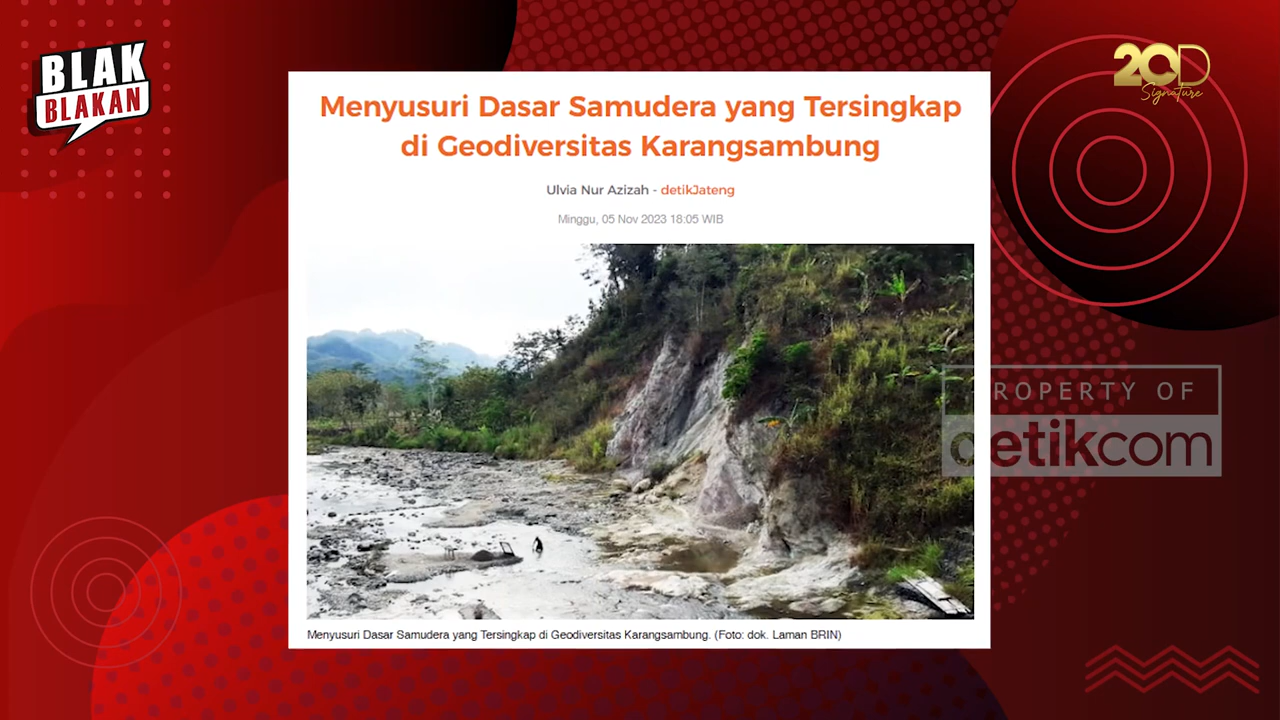 BLAK
BLAKAN
20D
Signature
Menyusuri Dasar Samudera yang Tersingkap
di Geodiversitas Karangsambung
Ulvia Nur Azizah - detikJateng
Minggu, 05 Nov 2023 18:05 WIB
PROPERTY OF
detikcom
Menyusuri Dasar Samudera yang Tersingkap di Geodiversitas Karangsambung. (Foto: dok. Laman BRIN)